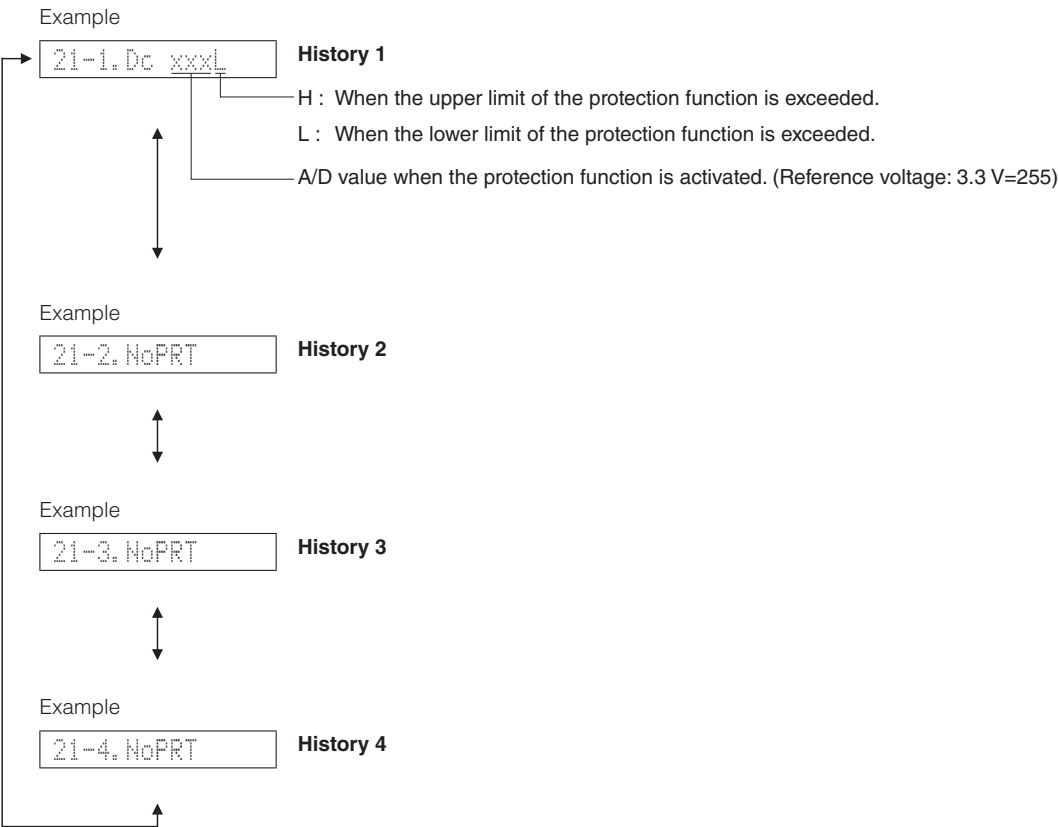 Example
21-1.Dc xxxL
History 1
H : When the upper limit of the protection function is exceeded.
L : When the lower limit of the protection function is exceeded.
A/D value when the protection function is activated. (Reference voltage: 3.3 V=255)
Example
21-2.NoPRT
History 2
Example
21-3.NoPRT
History 3
Example
21-4.NoPRT
History 4